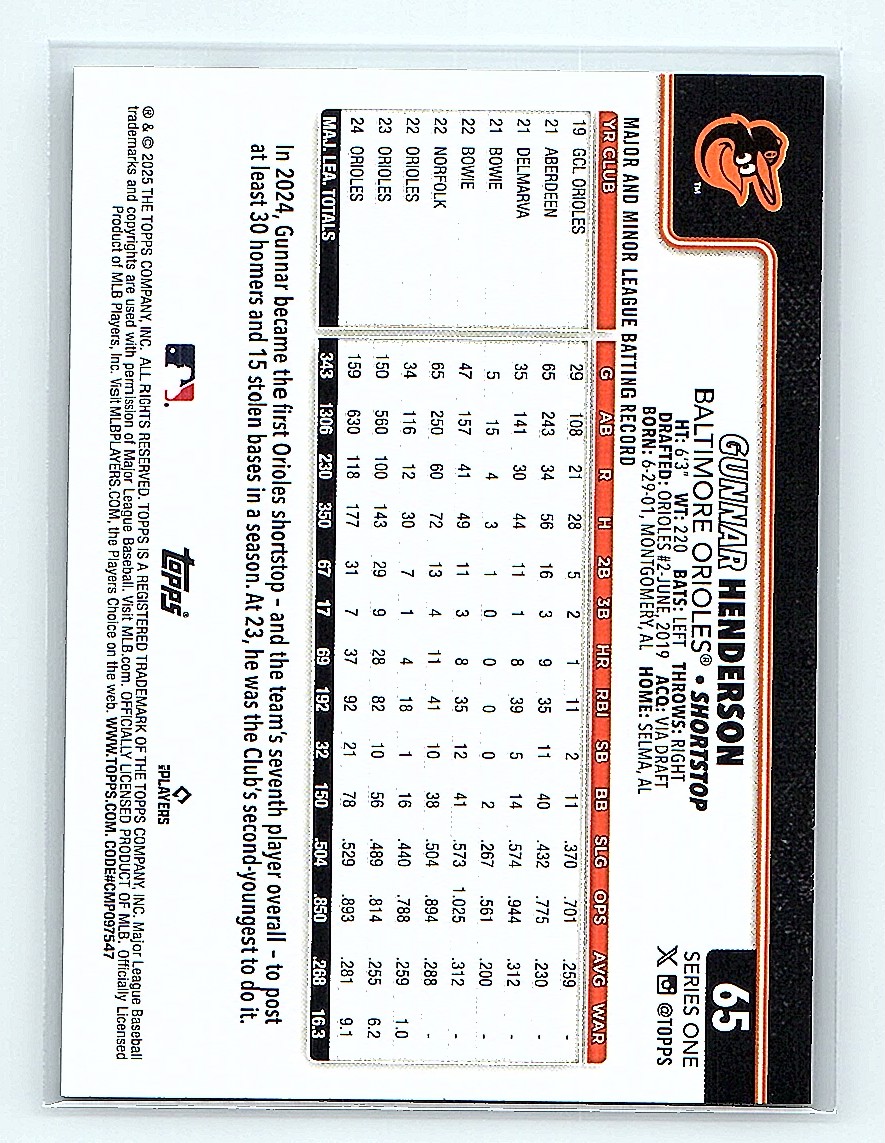 65
SERIES ONE
@TOPPS
GUNNAR HENDERSON
BALTIMORE ORIOLES® • SHORTSTOP
HT: 6'3" WT: 220 BATS: LEFT THROWS: RIGHT
DRAFTED: ORIOLES #2-JUNE, 2019 ACQ: VIA DRAFT
BORN: 6-29-01, MONTGOMERY, AL HOME: SELMA, AL
TM
MAJOR AND MINOR LEAGUE BATTING RECORD
YR CLUB G AB R H 2B 3B HR RBI SB BB SLG OPS AVG WAR
19 GCL ORIOLES 29 108 21 28 5 2 1 11 2 11 .370 .701 .259 -
21 ABERDEEN 65 243 34 56 16 3 9 35 11 40 .432 .775 .230 -
21 DELMARVA 35 141 30 44 11 1 8 39 5 14 .574 .944 .312 -
21 BOWIE 5 15 4 3 1 0 0 0 0 2 .267 .561 .200 -
22 BOWIE 47 157 41 49 11 3 8 35 12 41 .573 1.025 .312 -
22 NORFOLK 65 250 60 72 13 4 11 41 10 38 .504 .894 .288 -
22 ORIOLES 34 116 12 30 7 1 4 18 1 16 .440 .788 .259 1.0
23 ORIOLES 150 560 100 143 29 9 28 82 10 56 .489 .814 .255 6.2
24 ORIOLES 159 630 118 177 31 7 37 92 21 78 .529 .893 .281 9.1
MAJ. LEA. TOTALS 343 1306 230 350 67 17 69 192 32 150 .504 .850 .268 16.3
In 2024, Gunnar became the first Orioles shortstop – and the team's seventh player overall – to post
at least 30 homers and 15 stolen bases in a season. At 23, he was the Club's second-youngest to do it.
topps®
MLB PLAYERS
® & © 2025 THE TOPPS COMPANY, INC. ALL RIGHTS RESERVED. TOPPS IS A REGISTERED TRADEMARK OF THE TOPPS COMPANY, INC. Major League Baseball
trademarks and copyrights are used with permission of Major League Baseball. Visit MLB.com. OFFICIALLY LICENSED PRODUCT OF MLB. Officially Licensed
Product of MLB Players, Inc. Visit MLBPLAYERS.COM, the Players Choice on the web. WWW.TOPPS.COM. CODE#CMP097547